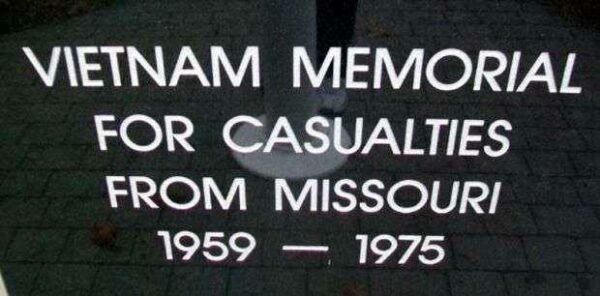 VIETNAM MEMORIAL
FOR CASUALTIES
FROM MISSOURI
1959 — 1975